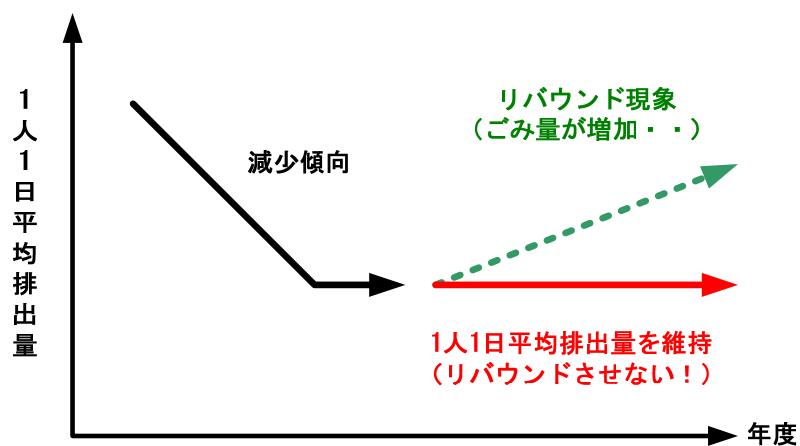 1人1日平均排出量
減少傾向
リバウンド現象
（ごみ量が増加・・）
1人1日平均排出量を維持
（リバウンドさせない！）
年度